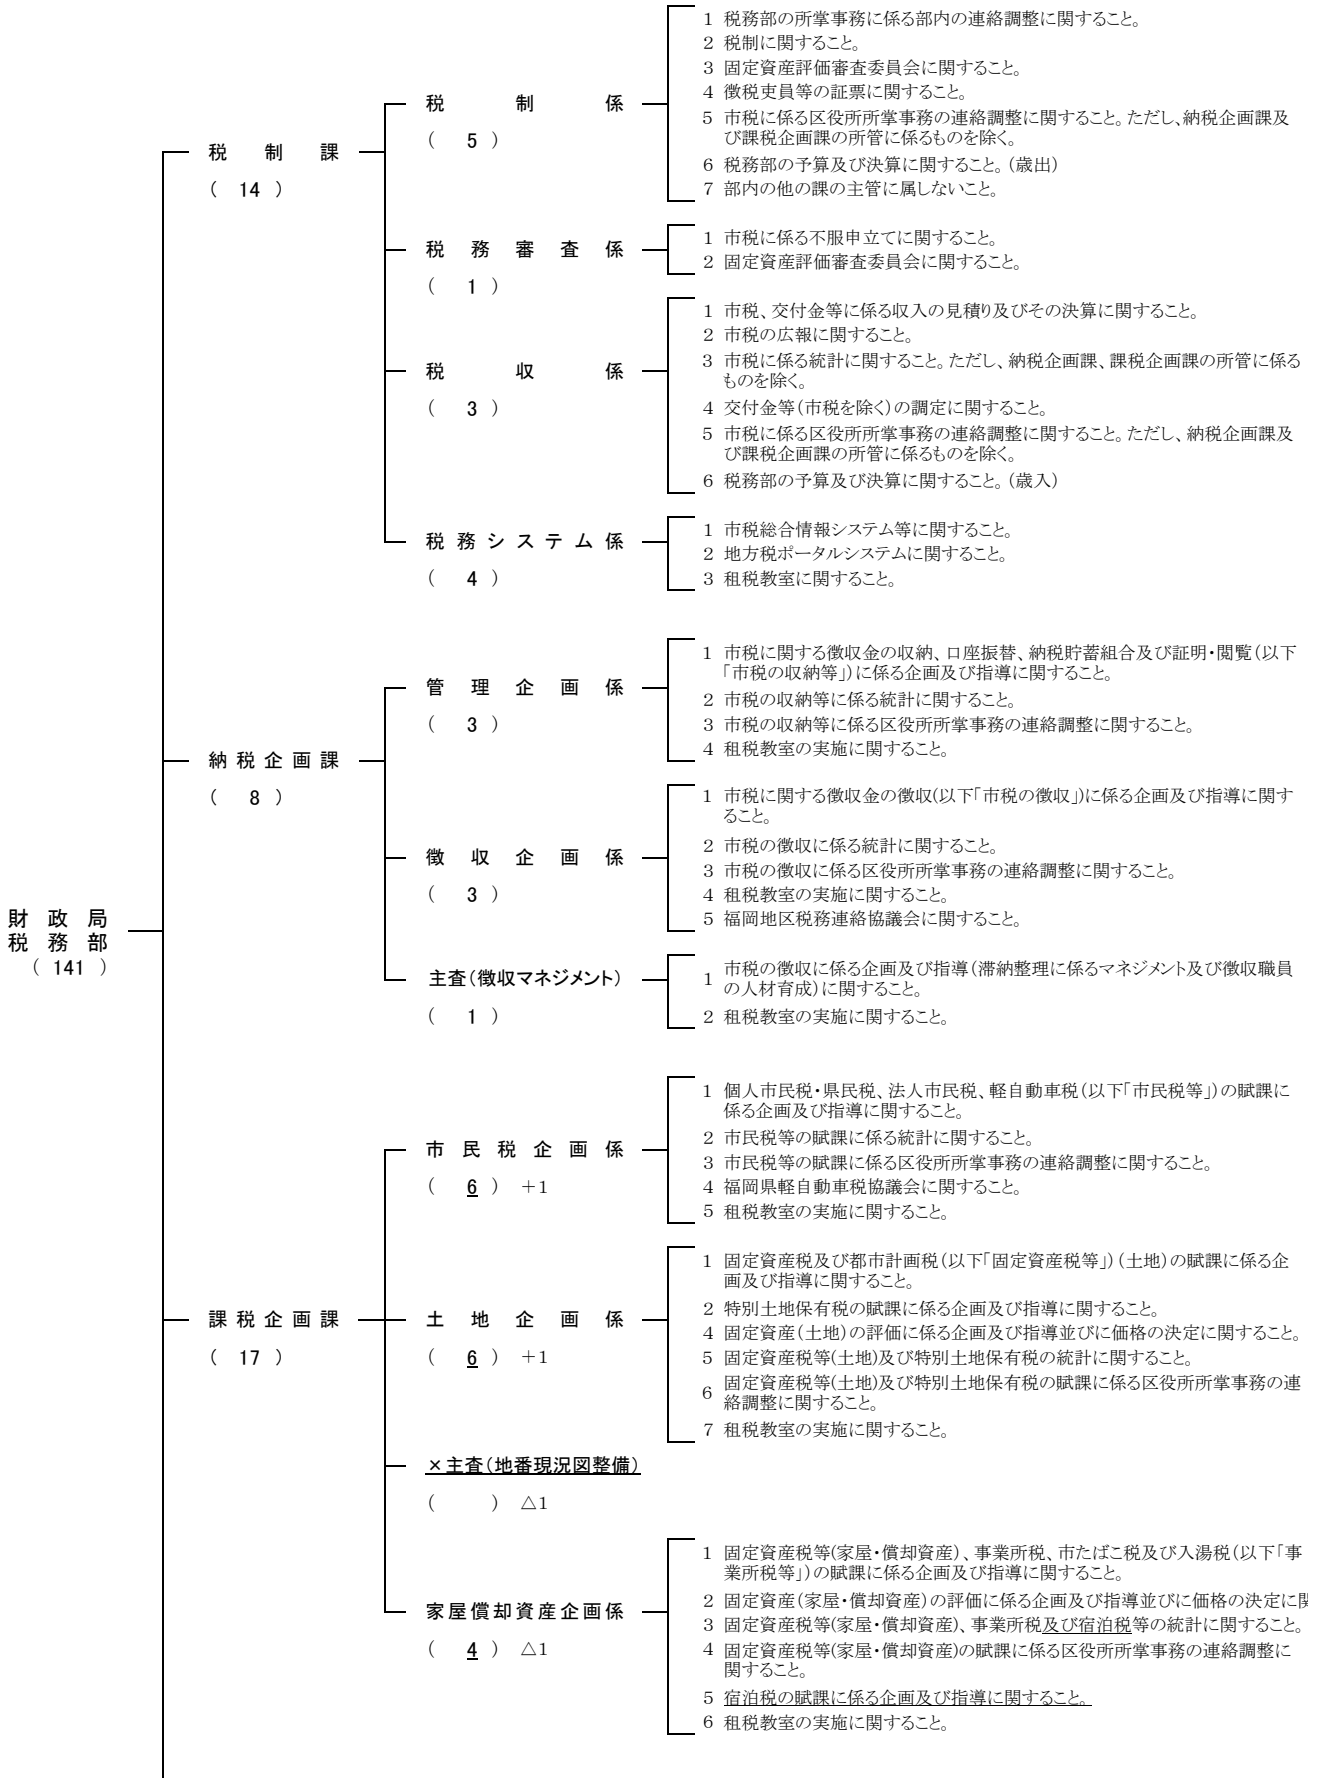 財政局
税務部
( 141 )
税制課
( 14 )
税制係
( 5 )
1 税務部の所掌事務に係る部内の連絡調整に関すること。
2 税制に関すること。
3 固定資産評価審査委員会に関すること。
4 徴税吏員等の証票に関すること。
5 市税に係る区役所所掌事務の連絡調整に関すること。ただし、納税企画課及
び課税企画課の所管に係るものを除く。
6 税務部の予算及び決算に関すること。(歳出)
7 部内の他の課の主管に属しないこと。
税務審査係
( 1 )
1 市税に係る不服申立てに関すること。
2 固定資産評価審査委員会に関すること。
税収係
( 3 )
1 市税、交付金等に係る収入の見積り及びその決算に関すること。
2 市税の広報に関すること。
3 市税に係る統計に関すること。ただし、納税企画課、課税企画課の所管に係る
ものを除く。
4 交付金等(市税を除く)の調定に関すること。
5 市税に係る区役所所掌事務の連絡調整に関すること。ただし、納税企画課及
び課税企画課の所管に係るものを除く。
6 税務部の予算及び決算に関すること。(歳入)
税務システム係
( 4 )
1 市税総合情報システム等に関すること。
2 地方税ポータルシステムに関すること。
3 租税教室に関すること。
納税企画課
( 8 )
管理企画係
( 3 )
1 市税に関する徴収金の収納、口座振替、納税貯蓄組合及び証明・閲覧(以下
「市税の収納等」)に係る企画及び指導に関すること。
2 市税の収納等に係る統計に関すること。
3 市税の収納等に係る区役所所掌事務の連絡調整に関すること。
4 租税教室の実施に関すること。
徴収企画係
( 3 )
1 市税に関する徴収金の徴収(以下「市税の徴収」)に係る企画及び指導に関す
ること。
2 市税の徴収に係る統計に関すること。
3 市税の徴収に係る区役所所掌事務の連絡調整に関すること。
4 租税教室の実施に関すること。
5 福岡地区税務連絡協議会に関すること。
主査(徴収マネジメント)
( 1 )
1 市税の徴収に係る企画及び指導(滞納整理に係るマネジメント及び徴収職員
の人材育成)に関すること。
2 租税教室の実施に関すること。
課税企画課
( 17 )
市民税企画係
( 6 ) +1
1 個人市民税・県民税、法人市民税、軽自動車税(以下「市民税等」)の賦課に
係る企画及び指導に関すること。
2 市民税等の賦課に係る統計に関すること。
3 市民税等の賦課に係る区役所所掌事務の連絡調整に関すること。
4 福岡県軽自動車税協議会に関すること。
5 租税教室の実施に関すること。
土地企画係
( 6 ) +1
1 固定資産税及び都市計画税(以下「固定資産税等」)(土地)の賦課に係る企
画及び指導に関すること。
2 特別土地保有税の賦課に係る企画及び指導に関すること。
4 固定資産(土地)の評価に係る企画及び指導並びに価格の決定に関すること。
5 固定資産税等(土地)及び特別土地保有税の統計に関すること。
6 固定資産税等(土地)及び特別土地保有税の賦課に係る区役所所掌事務の連
絡調整に関すること。
7 租税教室の実施に関すること。
×主査(地番現況図整備)
( ) △1
家屋償却資産企画係
( 4 ) △1
1 固定資産税等(家屋・償却資産)、事業所税、市たばこ税及び入湯税(以下「事
業所税等」)の賦課に係る企画及び指導に関すること。
2 固定資産(家屋・償却資産)の評価に係る企画及び指導並びに価格の決定に
3 固定資産税等(家屋・償却資産)、事業所税及び宿泊税等の統計に関すること。
4 固定資産税等(家屋・償却資産)の賦課に係る区役所所掌事務の連絡調整に
関すること。
5 宿泊税の賦課に係る企画及び指導に関すること。
6 租税教室の実施に関すること。